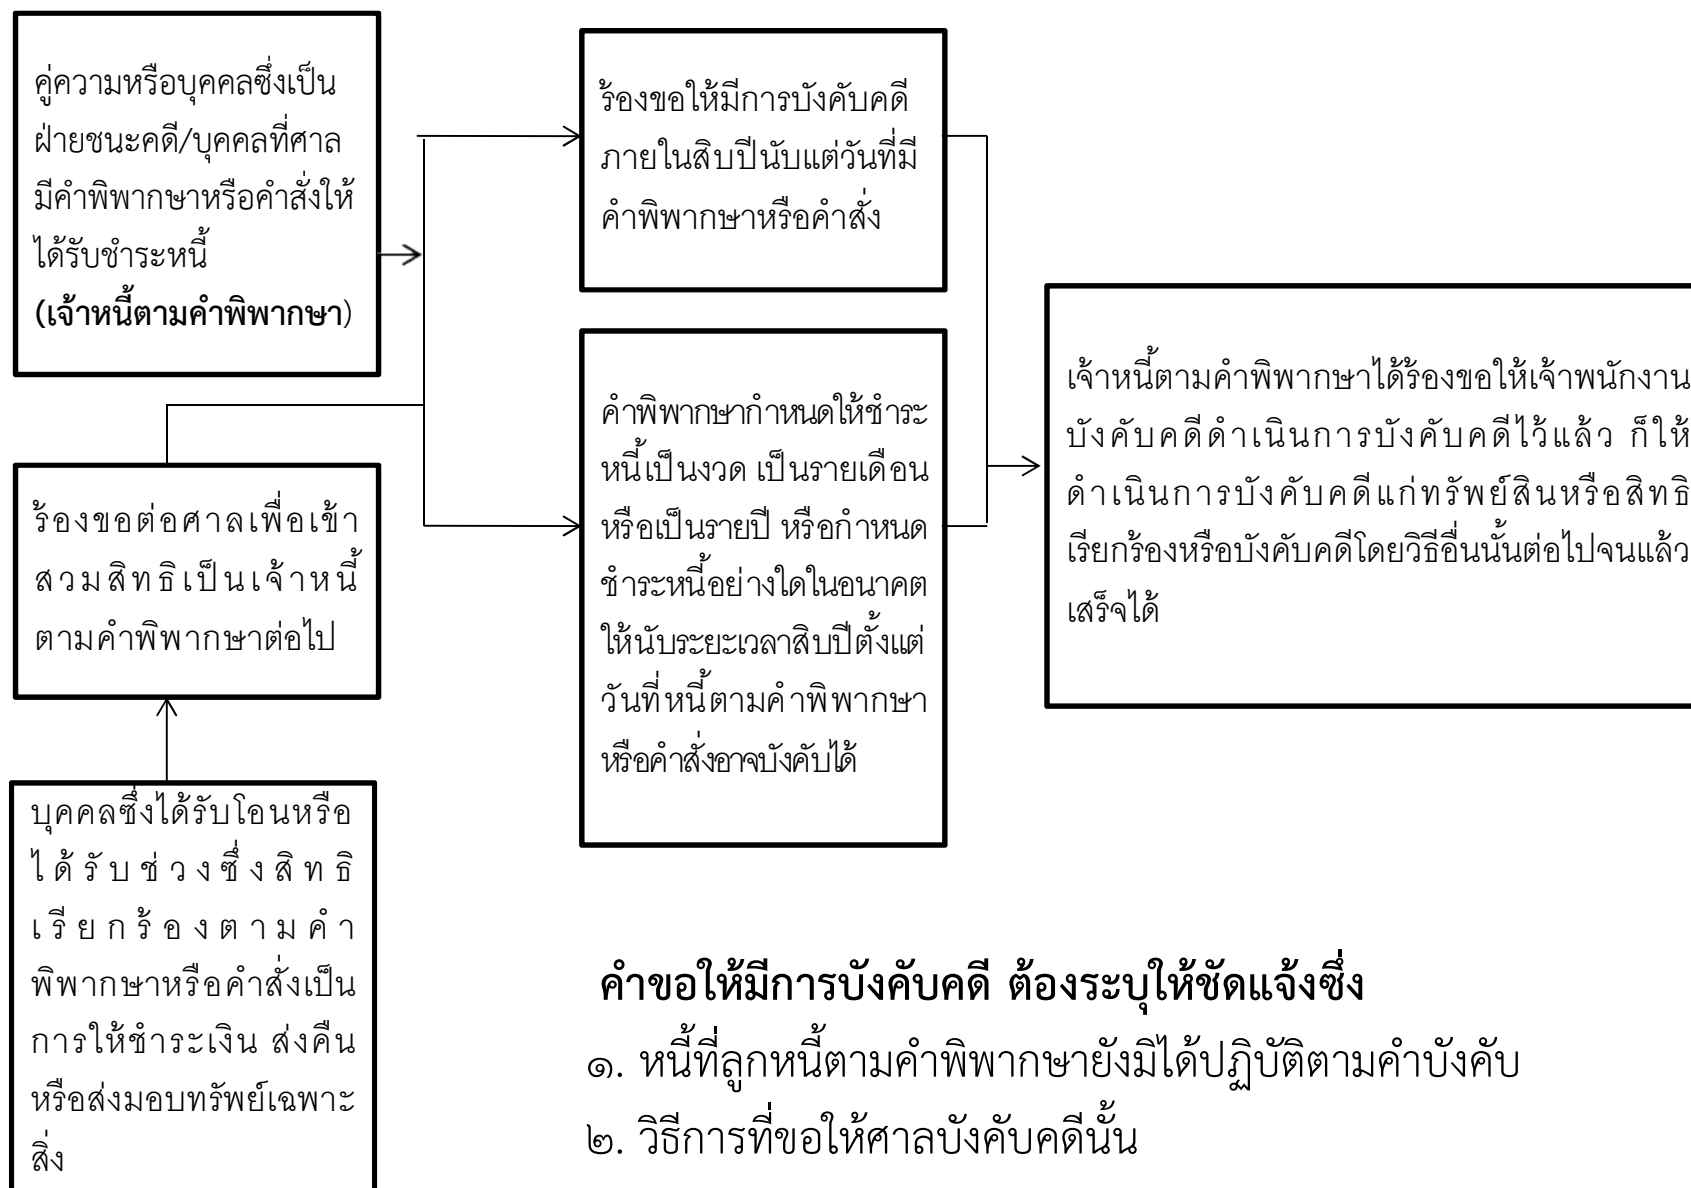 คู่ความหรือบุคคลซึ่งเป็น
ฝ่ายชนะคดี/บุคคลที่ศาล
มีคำพิพากษาหรือคำสั่งให้
ได้รับชำระหนี้
(เจ้าหนี้ตามคำพิพากษา)
ร้องขอต่อศาลเพื่อเข้า
สวมสิทธิเป็นเจ้าหนี้
ตามคำพิพากษาต่อไป
บุคคลซึ่งได้รับโอนหรือ
ได้รับช่วงซึ่งสิทธิ
เรียกร้องตามคำ
พิพากษาหรือคำสั่งเป็น
การให้ชำระเงิน ส่งคืน
หรือส่งมอบทรัพย์เฉพาะ
สิ่ง
ร้องขอให้มีการบังคับคดี
ภายในสิบปีนับแต่วันที่มี
คำพิพากษาหรือคำสั่ง
คำพิพากษากำหนดให้ชำระ
หนี้เป็นงวด เป็นรายเดือน
หรือเป็นรายปี หรือกำหนด
ชำระหนี้อย่างใดในอนาคต
ให้นับระยะเวลาสิบปีตั้งแต่
วันที่หนี้ตามคำพิพากษา
หรือคำสั่งอาจบังคับได้
เจ้าหนี้ตามคำพิพากษาได้ร้องขอให้เจ้าพนักงาน
บังคับคดีดำเนินการบังคับคดีไว้แล้ว ก็ให้
ดำเนินการบังคับคดีแก่ทรัพย์สินหรือสิทธิ
เรียกร้องหรือบังคับคดีโดยวิธีอื่นนั้นต่อไปจนแล้ว
เสร็จได้
คำขอให้มีการบังคับคดี ต้องระบุให้ชัดแจ้งซึ่ง
๑. หนี้ที่ลูกหนี้ตามคำพิพากษายังมิได้ปฏิบัติตามคำบังคับ
๒. วิธีการที่ขอให้ศาลบังคับคดีนั้น